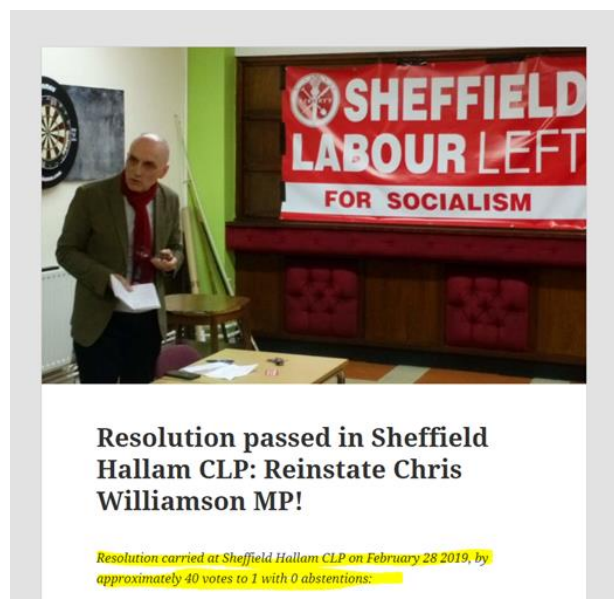 SHEFFIELD
LABOUR LEFT
FOR SOCIALISM
Resolution passed in Sheffield
Hallam CLP: Reinstate Chris
Williamson MP!
Resolution carried at Sheffield Hallam CLP on February 28 2019, by
approximately 40 votes to 1 with 0 abstentions: